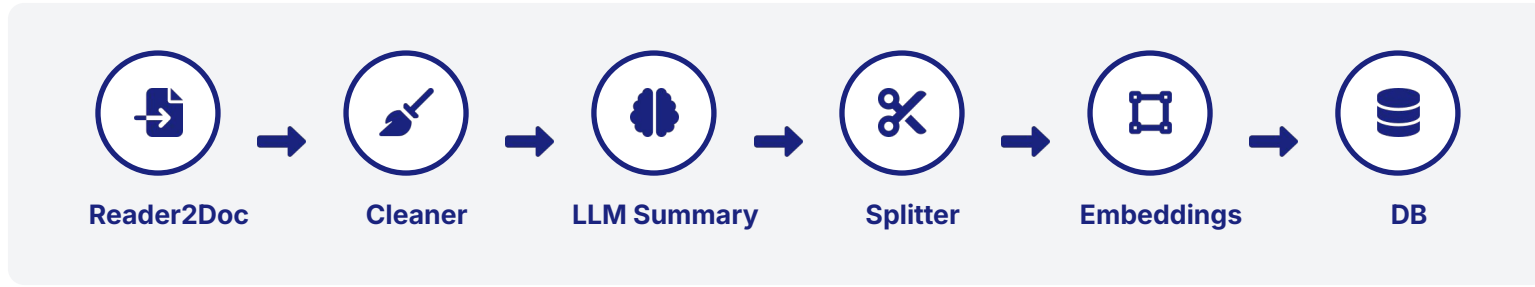 Reader2Doc
Cleaner
LLM Summary
Splitter
Embeddings
DB